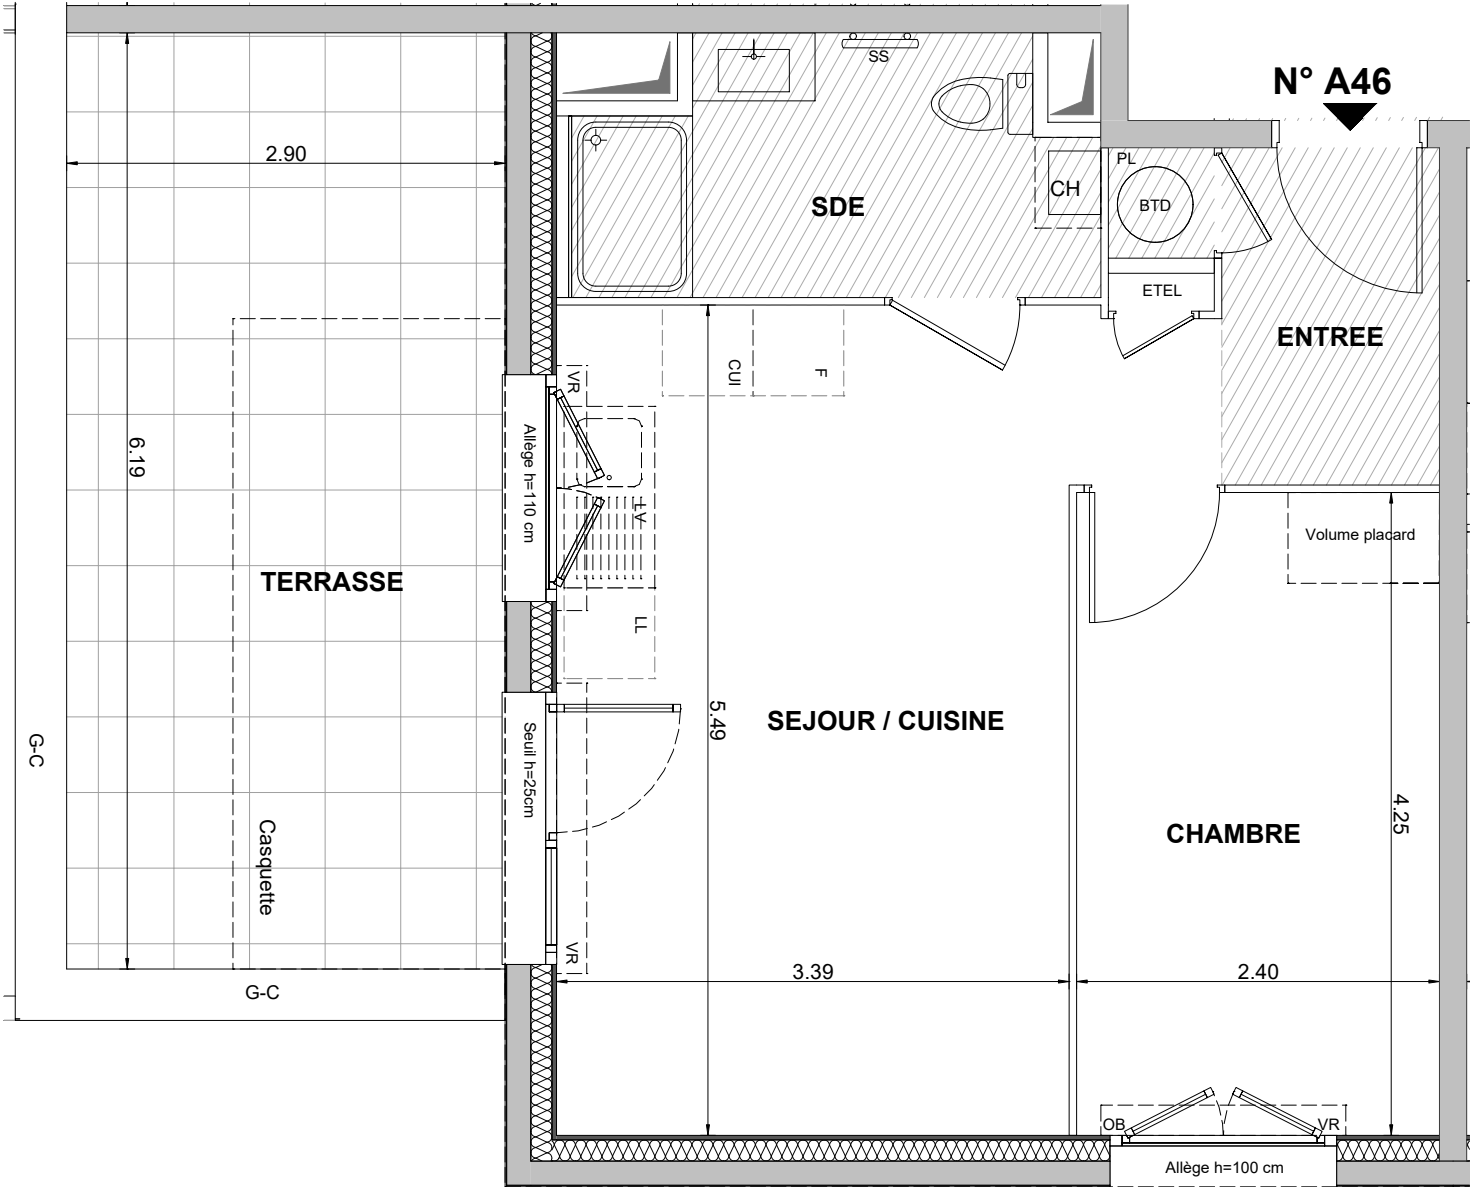 N° A46
SS
2.90
PL
CH
BTD
SDE
ETEL
ENTREE
CUI
F
VR
Allège h=110 cm
6.19
LV
Volume placard
TERRASSE
LL
5.49
SEJOUR / CUISINE
G-C
Seuil h=25cm
4.25
CHAMBRE
Casquette
VR
3.39
2.40
G-C
OB
VR
Allège h=100 cm